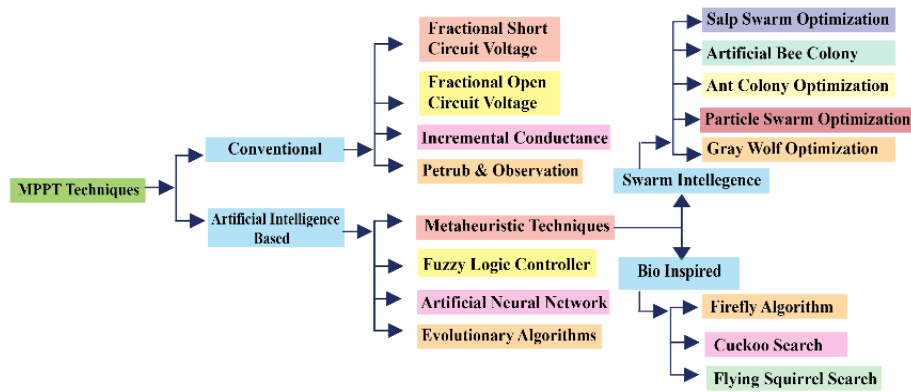 MPPT Techniques
Conventional
Fractional Short
Circuit Voltage
Fractional Open
Circuit Voltage
Incremental Conductance
Petrub & Observation
Artificial Intelligence
Based
Metaheuristic Techniques
Fuzzy Logic Controller
Artificial Neural Network
Evolutionary Algorithms
Swarm Intellegence
Salp Swarm Optimization
Artificial Bee Colony
Ant Colony Optimization
Particle Swarm Optimization
Gray Wolf Optimization
Bio Inspired
Firefly Algorithm
Cuckoo Search
Flying Squirrel Search